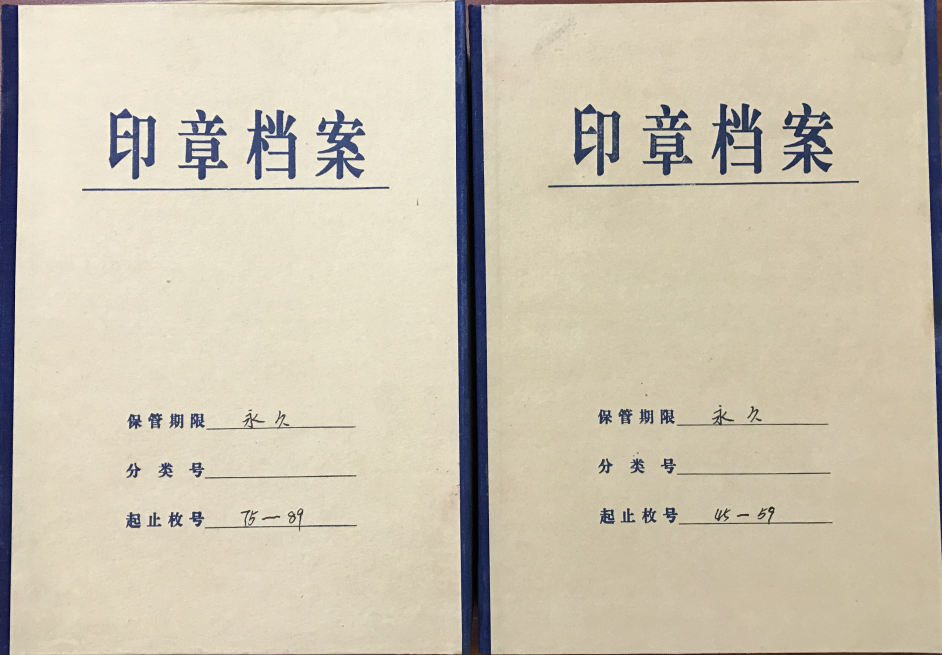 印章档案
保管期限 永久
分类号
起止枚号 75—89
印章档案
保管期限 永久
分类号
起止枚号 45—59